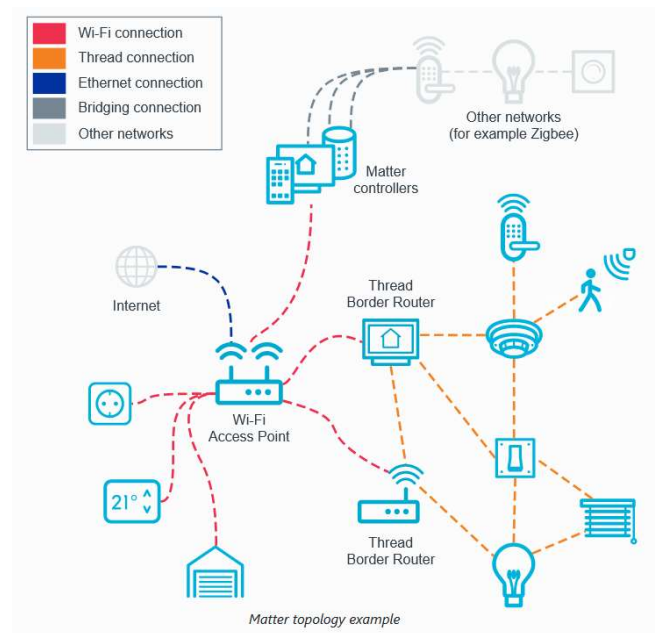 Wi-Fi connection
Thread connection
Ethernet connection
Bridging connection
Other networks
Other networks
(for example Zigbee)
Matter
controllers
Internet
Thread
Border Router
Wi-Fi
Access Point
21°
Thread
Border Router
Matter topology example